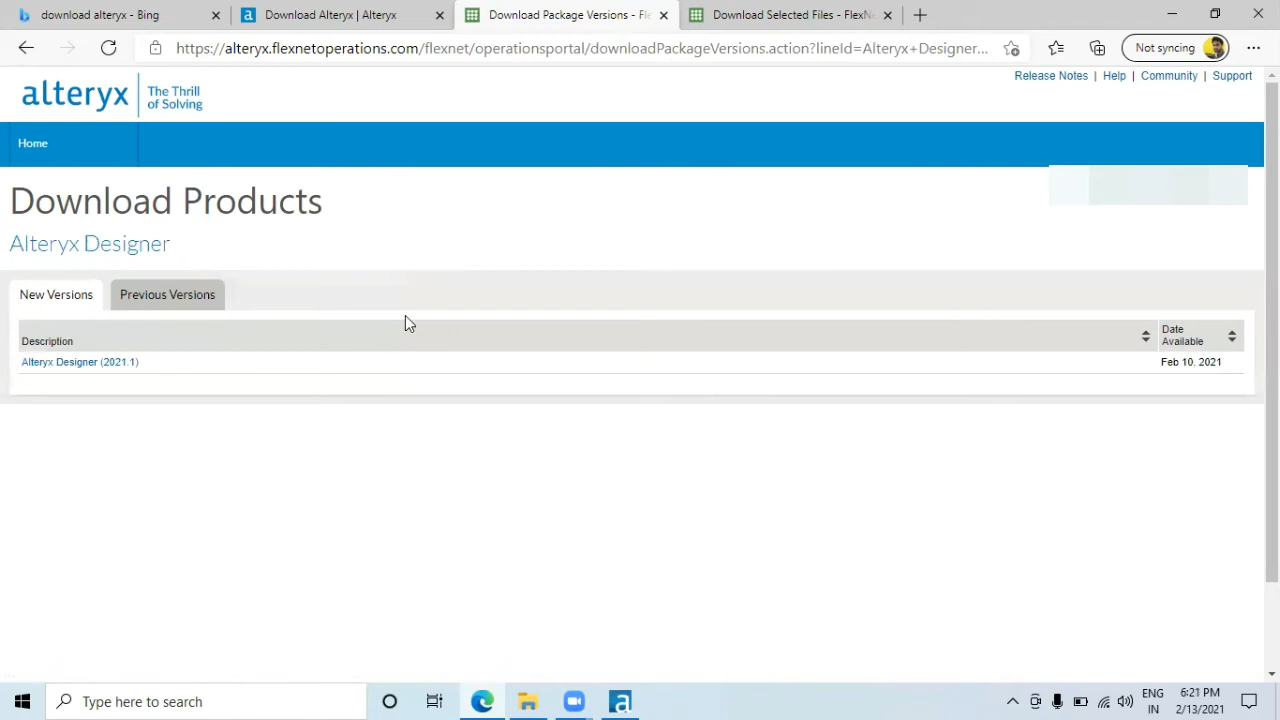 download alteryx - Bing
Download Alteryx | Alteryx
Download Package Versions - Fle
Download Selected Files - FlexNe
https://alteryx.flexnetoperations.com/flexnet/operationsportal/downloadPackageVersions.action?lineId=Alteryx+Designer...
Not syncing
alteryx
The Thrill
of Solving
Release Notes | Help | Community | Support
Home
Download Products
Alteryx Designer
New Versions
Previous Versions
Description
Date
Available
Alteryx Designer (2021.1)
Feb 10, 2021
Type here to search
ENG
IN
6:21 PM
2/13/2021